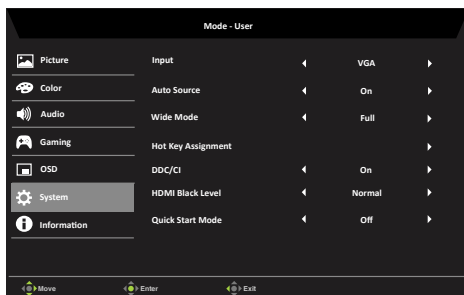 Mode - User
Picture
Color
Audio
Gaming
OSD
System
Information
Input VGA
Auto Source On
Wide Mode Full
Hot Key Assignment
DDC/CI On
HDMI Black Level Normal
Quick Start Mode Off
Move Enter Exit